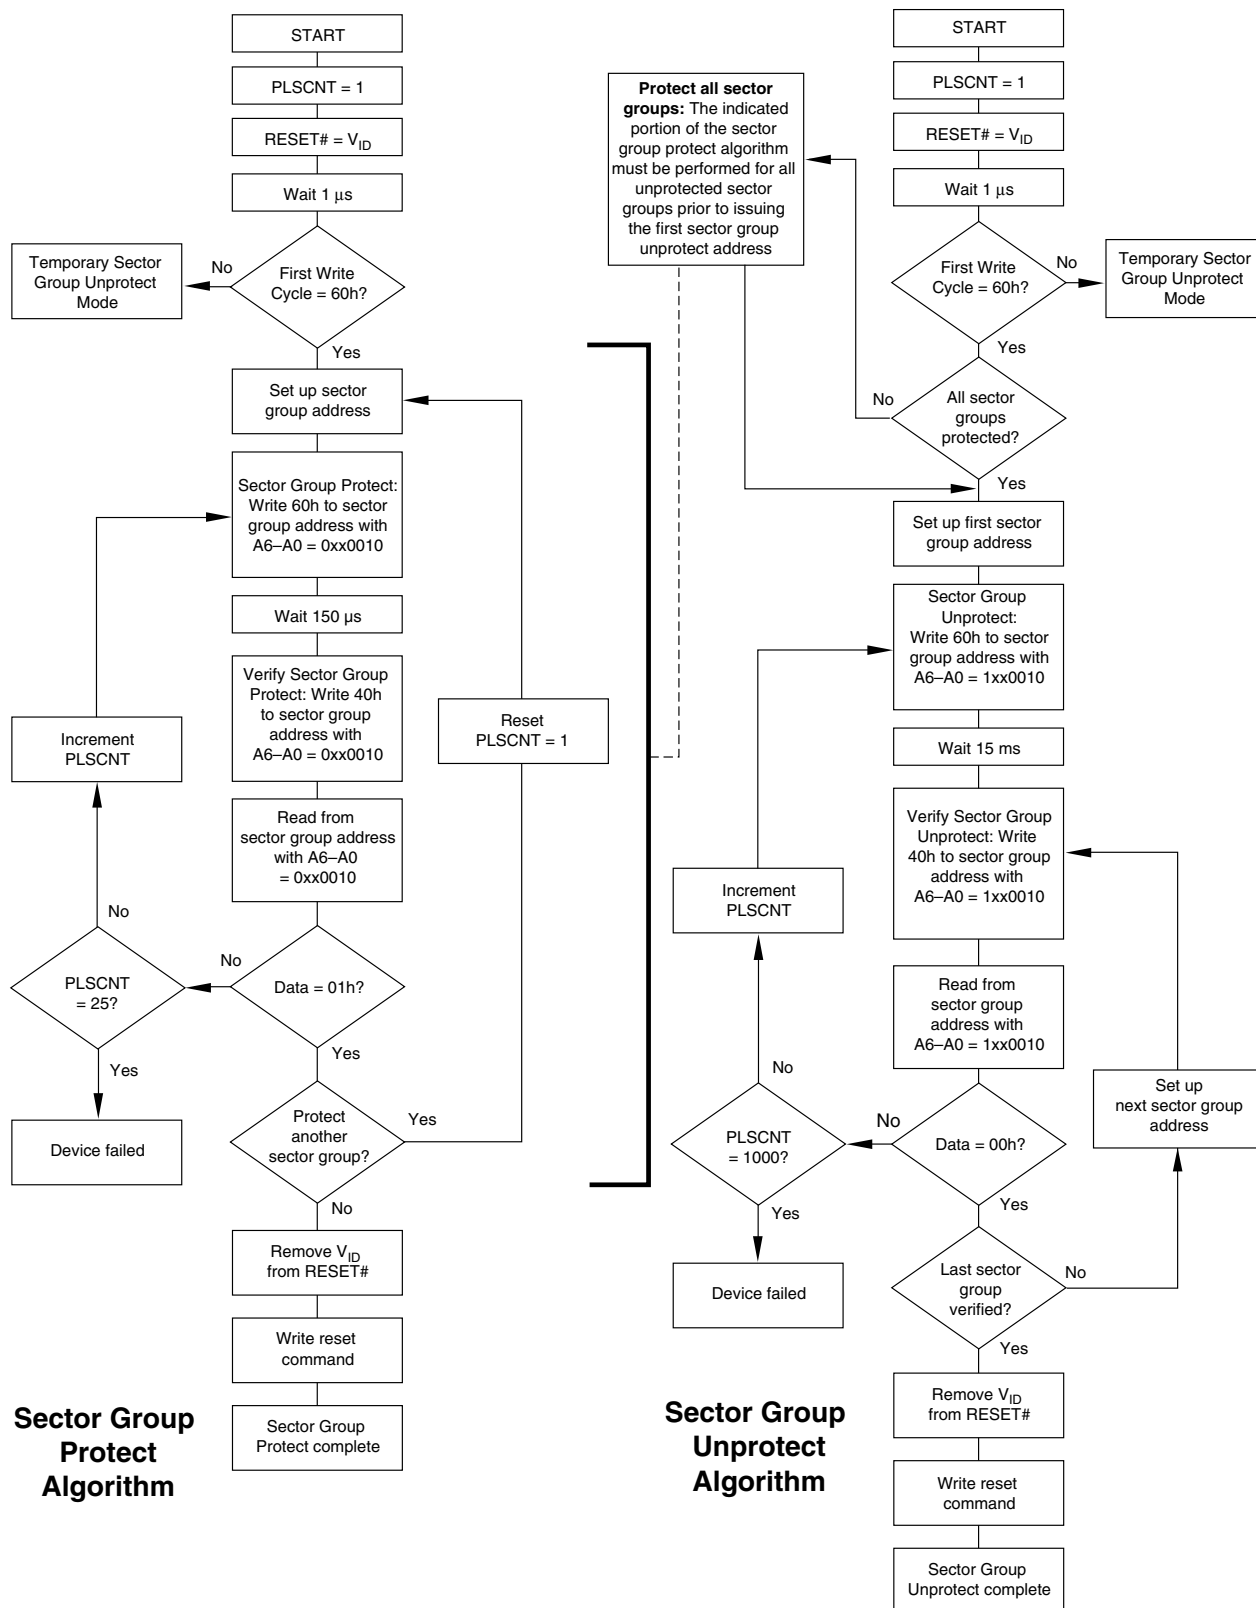 START
PLSCNT = 1
RESET# = VID
Wait 1 μs
First Write
Cycle = 60h?
No
Temporary Sector
Group Unprotect
Mode
Yes
Set up sector
group address
Sector Group Protect:
Write 60h to sector
group address with
A6–A0 = 0xx0010
Wait 150 µs
Verify Sector Group
Protect: Write 40h
to sector group
address with
A6–A0 = 0xx0010
Increment
PLSCNT
Reset
PLSCNT = 1
Read from
sector group address
with A6–A0
= 0xx0010
No
No
PLSCNT
= 25?
Data = 01h?
Yes
Yes
Device failed
Protect
another
sector group?
Yes
No
Remove VID
from RESET#
Write reset
command
Sector Group
Protect complete
Sector Group
Protect
Algorithm
START
PLSCNT = 1
RESET# = VID
Wait 1 μs
Protect all sector
groups: The indicated
portion of the sector
group protect algorithm
must be performed for all
unprotected sector
groups prior to issuing
the first sector group
unprotect address
First Write
Cycle = 60h?
No
Temporary Sector
Group Unprotect
Mode
Yes
All sector
groups
protected?
No
Yes
Set up first sector
group address
Sector Group
Unprotect:
Write 60h to sector
group address with
A6–A0 = 1xx0010
Wait 15 ms
Verify Sector Group
Unprotect: Write
40h to sector group
address with
A6–A0 = 1xx0010
Increment
PLSCNT
Read from
sector group
address with
A6–A0 = 1xx0010
No
No
PLSCNT
= 1000?
Data = 00h?
Set up
next sector group
address
Yes
Yes
Device failed
Last sector
group
verified?
No
Yes
Remove VID
from RESET#
Write reset
command
Sector Group
Unprotect complete
Sector Group
Unprotect
Algorithm